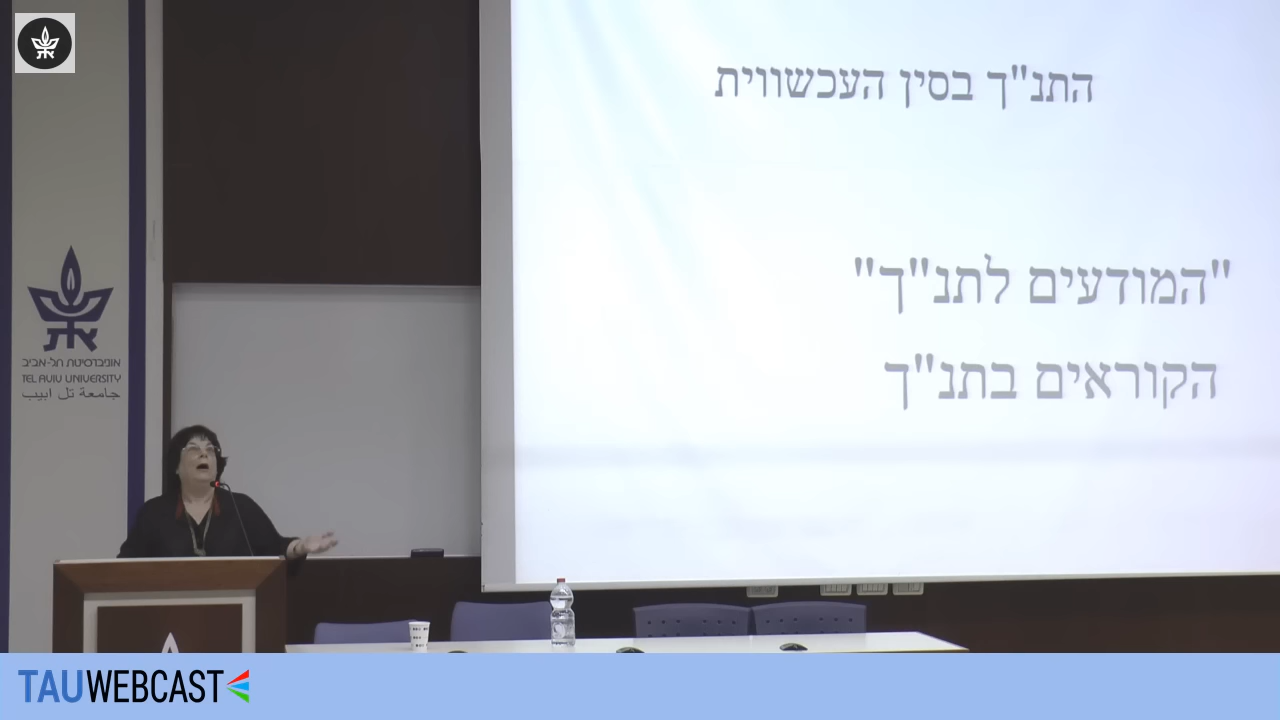 התנ"ך בסין העכשווית
"המודעים לתנ"ך"
הקוראים בתנ"ך
אוניברסיטת תל-אביב
TEL AVIV UNIVERSITY
جامعة تل ابيب
TAUWEBCAST